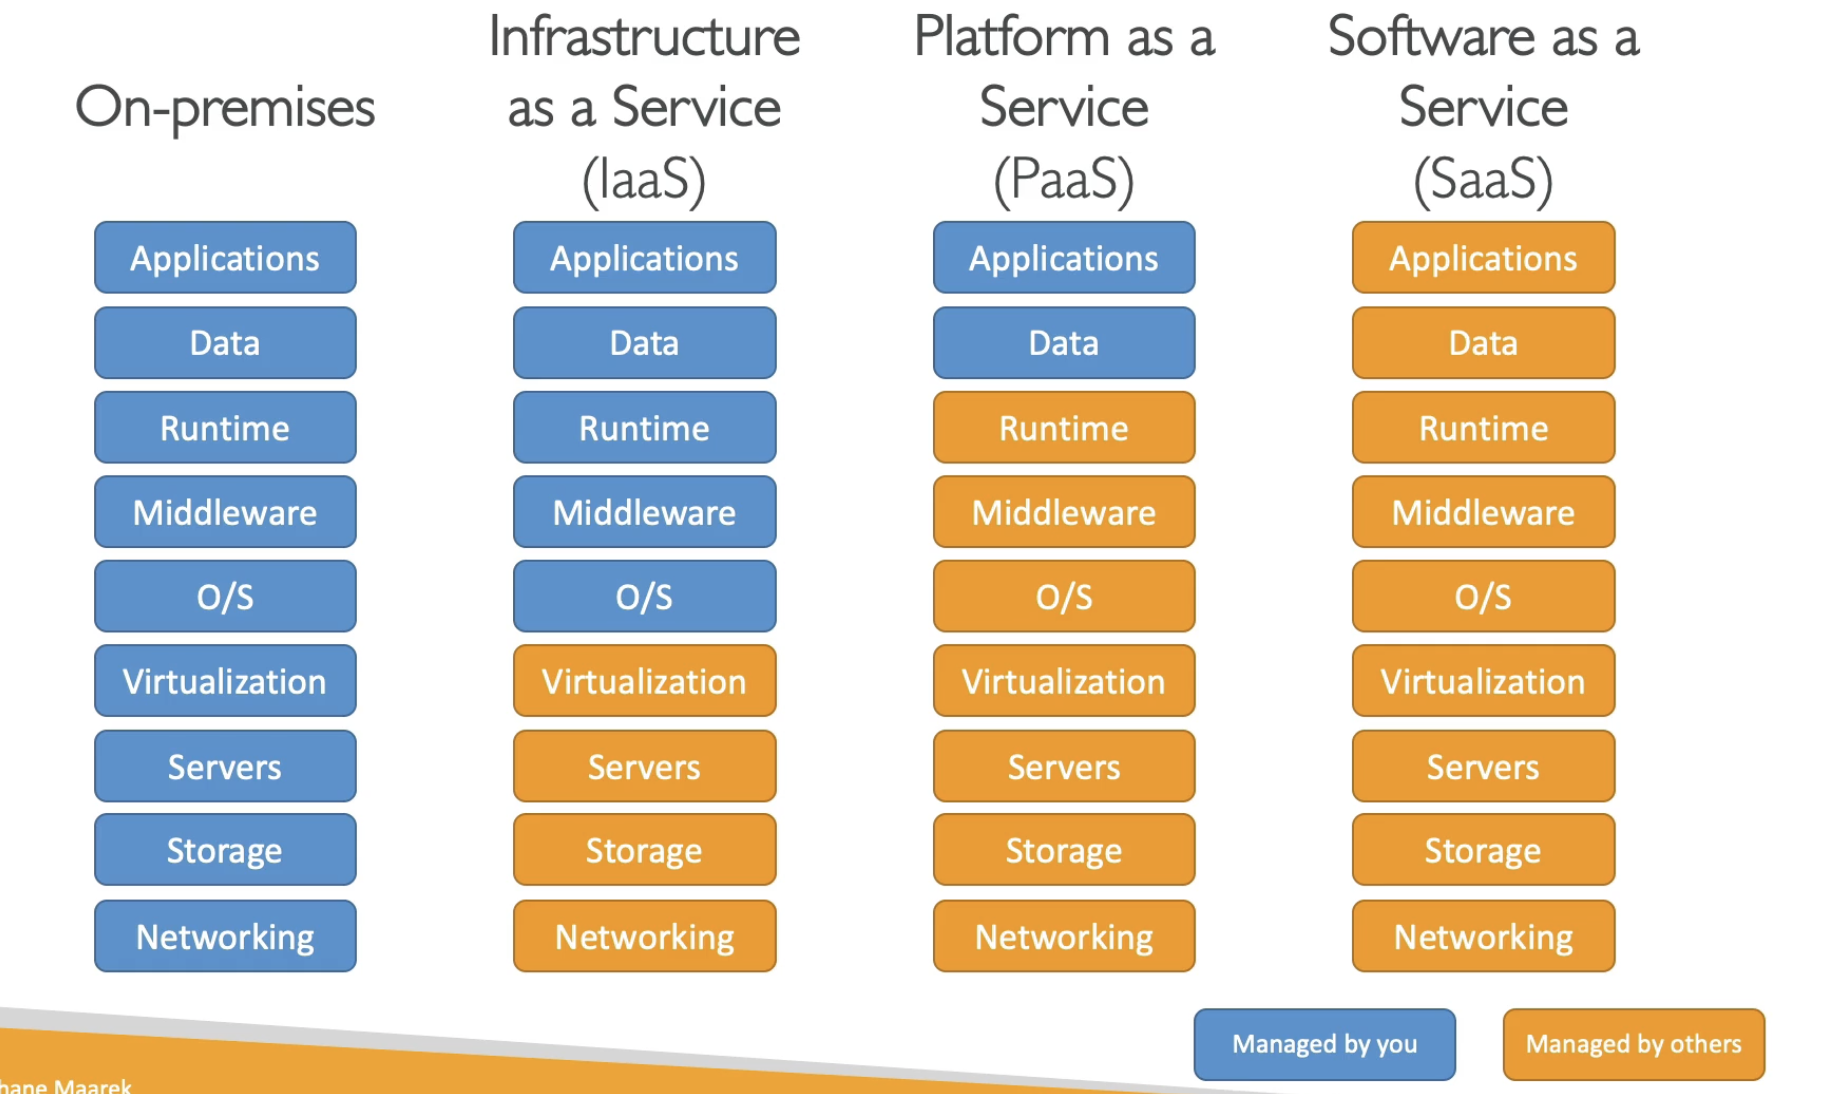 On-premises
Infrastructure
as a Service
(IaaS)
Platform as a
Service
(PaaS)
Software as a
Service
(SaaS)
Applications
Applications
Applications
Applications
Data
Data
Data
Data
Runtime
Runtime
Runtime
Runtime
Middleware
Middleware
Middleware
Middleware
O/S
O/S
O/S
O/S
Virtualization
Virtualization
Virtualization
Virtualization
Servers
Servers
Servers
Servers
Storage
Storage
Storage
Storage
Networking
Networking
Networking
Networking
Managed by you
Managed by others
hane Maarek